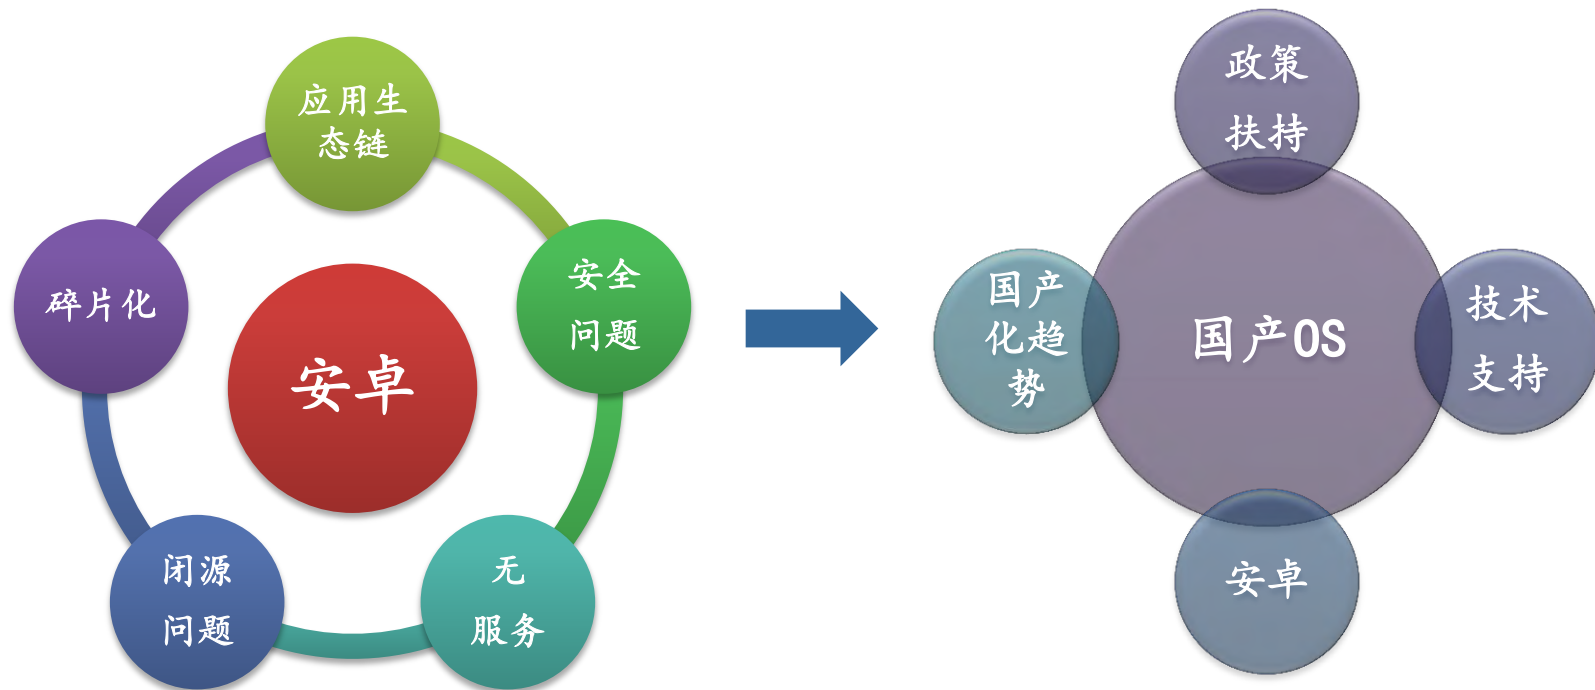 应用生
态链
安全
问题
无
服务
闭源
问题
碎片化
安卓
政策
扶持
技术
支持
安卓
国产
化趋
势
国产OS